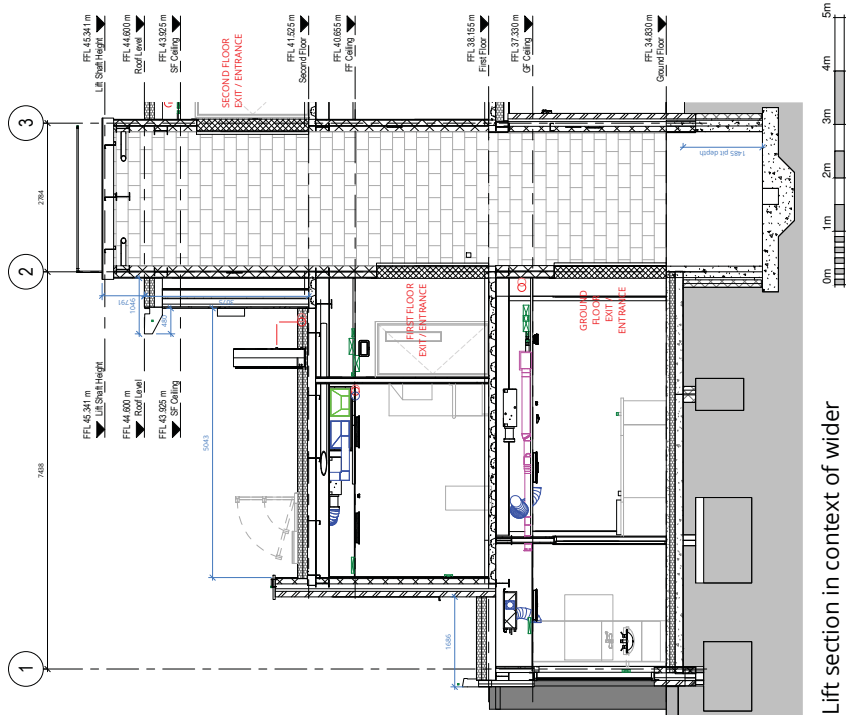 FFL 45.341 m
Lift Shaft Height
FFL 44.600 m
Roof Level
FFL 43.925 m
SF Ceiling
FFL 41.525 m
Second Floor
FFL 40.655 m
FF Ceiling
FFL 38.155 m
First Floor
FFL 37.330 m
GF Ceiling
FFL 34.830 m
Ground Floor
SECOND FLOOR
EXIT / ENTRANCE
3
2784
2
7438
1
1485 pit depth
791
1046
480
FIRST FLOOR
EXIT / ENTRANCE
GROUND
FLOOR
EXIT /
ENTRANCE
FFL 45.341 m
Lift Shaft Height
FFL 44.600 m
Roof Level
FFL 43.925 m
SF Ceiling
5043
1686
0m
1m
2m
3m
4m
5m
Lift section in context of wider